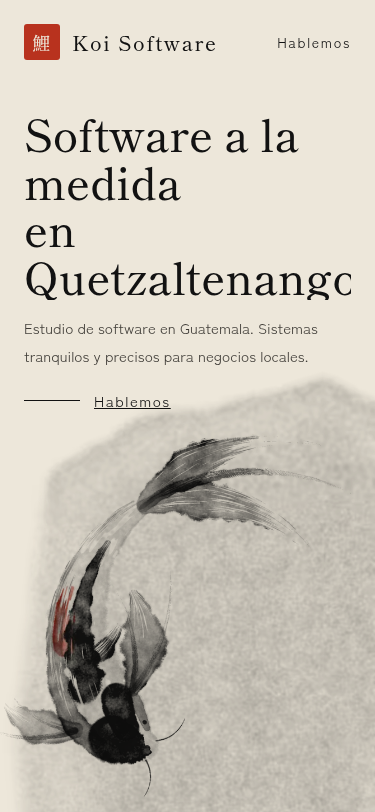 鯉 Koi Software
Hablemos
Software a la
medida
en
Quetzaltenango
Estudio de software en Guatemala. Sistemas
tranquilos y precisos para negocios locales.
Hablemos